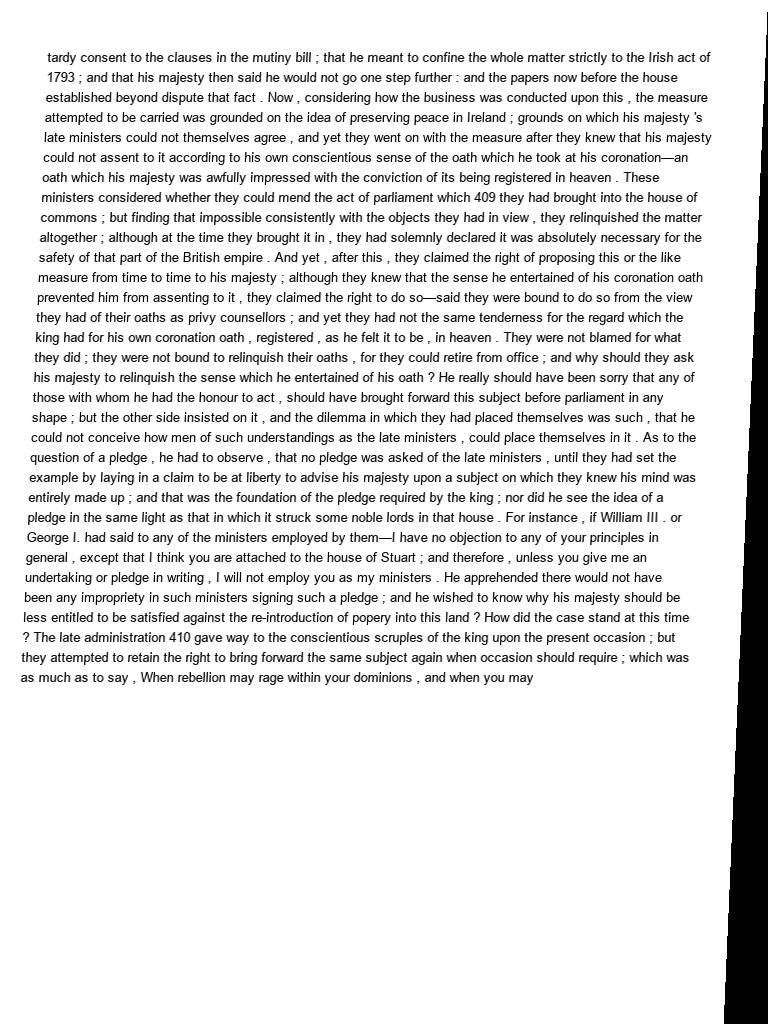 tardy consent to the clauses in the mutiny bill ; that he meant to confine the whole matter strictly to the Irish act of
1793 ; and that his majesty then said he would not go one step further : and the papers now before the house
established beyond dispute that fact . Now , considering how the business was conducted upon this , the measure
attempted to be carried was grounded on the idea of preserving peace in Ireland ; grounds on which his majesty 's
late ministers could not themselves agree , and yet they went on with the measure after they knew that his majesty
could not assent to it according to his own conscientious sense of the oath which he took at his coronation—an
oath which his majesty was awfully impressed with the conviction of its being registered in heaven . These
ministers considered whether they could mend the act of parliament which 409 they had brought into the house of
commons ; but finding that impossible consistently with the objects they had in view , they relinquished the matter
altogether ; although at the time they brought it in , they had solemnly declared it was absolutely necessary for the
safety of that part of the British empire . And yet , after this , they claimed the right of proposing this or the like
measure from time to time to his majesty ; although they knew that the sense he entertained of his coronation oath
prevented him from assenting to it , they claimed the right to do so—said they were bound to do so from the view
they had of their oaths as privy counsellors ; and yet they had not the same tenderness for the regard which the
king had for his own coronation oath , registered , as he felt it to be , in heaven . They were not blamed for what
they did ; they were not bound to relinquish their oaths , for they could retire from office ; and why should they ask
his majesty to relinquish the sense which he entertained of his oath ? He really should have been sorry that any of
those with whom he had the honour to act , should have brought forward this subject before parliament in any
shape ; but the other side insisted on it , and the dilemma in which they had placed themselves was such , that he
could not conceive how men of such understandings as the late ministers , could place themselves in it . As to the
question of a pledge , he had to observe , that no pledge was asked of the late ministers , until they had set the
example by laying in a claim to be at liberty to advise his majesty upon a subject on which they knew his mind was
entirely made up ; and that was the foundation of the pledge required by the king ; nor did he see the idea of a
pledge in the same light as that in which it struck some noble lords in that house . For instance , if William III . or
George I. had said to any of the ministers employed by them—I have no objection to any of your principles in
general , except that I think you are attached to the house of Stuart ; and therefore , unless you give me an
undertaking or pledge in writing , I will not employ you as my ministers . He apprehended there would not have
been any impropriety in such ministers signing such a pledge ; and he wished to know why his majesty should be
less entitled to be satisfied against the re-introduction of popery into this land ? How did the case stand at this time
? The late administration 410 gave way to the conscientious scruples of the king upon the present occasion ; but
they attempted to retain the right to bring forward the same subject again when occasion should require ; which was
as much as to say , When rebellion may rage within your dominions , and when you may